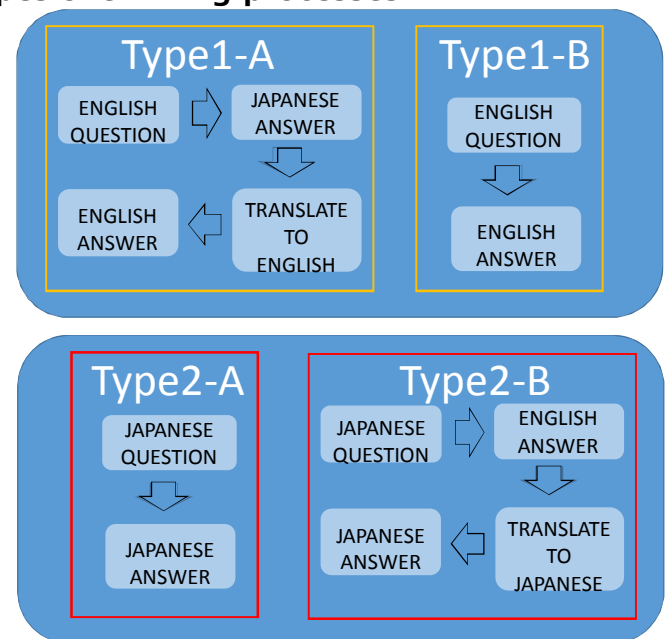 Type1-A
ENGLISH
QUESTION
JAPANESE
ANSWER
TRANSLATE
TO
ENGLISH
ENGLISH
ANSWER
Type1-B
ENGLISH
QUESTION
ENGLISH
ANSWER
Type2-A
JAPANESE
QUESTION
JAPANESE
ANSWER
Type2-B
JAPANESE
QUESTION
ENGLISH
ANSWER
TRANSLATE
TO
JAPANESE
JAPANESE
ANSWER